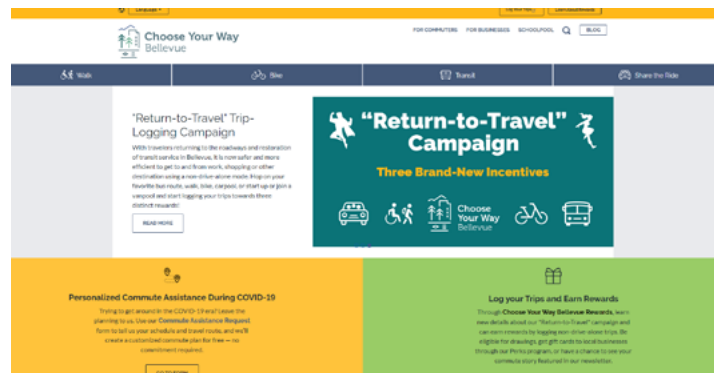 Language
FOR COMMUTERS FOR BUSINESSES SCHOOLPOOL BLOG
Choose Your Way
Bellevue
Walk Bike Transit Share the Ride
"Return-to-Travel" Trip-
Logging Campaign
With travelers returning to the roadways and restoration
of transit service in Bellevue, it is now safer and more
efficient to get to and from work, shopping or other
destination using a non-drive-alone mode. Hop on your
favorite bus route, walk, bike, carpool, or start up or join a
vanpool and start logging your trips towards three
distinct rewards!
READ MORE
“Return-to-Travel”
Campaign
Three Brand-New Incentives
Choose
Your Way
Bellevue
Personalized Commute Assistance During COVID-19
Trying to get around in the COVID-19 era? Leave the
planning to us. Use our Commute Assistance Request
form to tell us your schedule and travel route, and we'll
create a customized commute plan for free — no
commitment required.
GO TO FORM
Log your Trips and Earn Rewards
Through Choose Your Way Bellevue Rewards, learn
new details about our "Return-to-Travel" campaign and
can earn rewards by logging non-drive-alone trips. Be
eligible for drawings, get gift cards to local businesses
through our Perks program, or have a chance to see your
commute story featured in our newsletter.